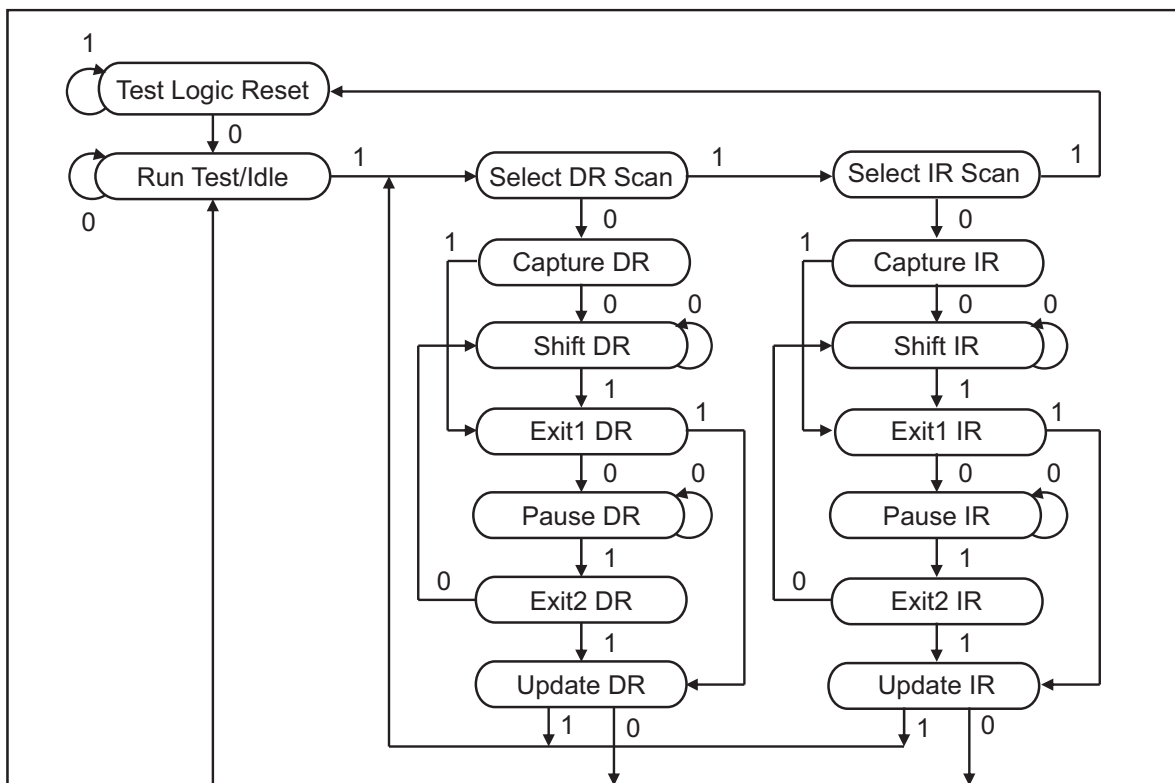 1
Test Logic Reset
0
Run Test/Idle
1
Select DR Scan
1
Select IR Scan
1
0
0
0
1
Capture DR
1
Capture IR
0
0
0
0
Shift DR
Shift IR
1
1
Exit1 DR
1
Exit1 IR
1
0
0
0
0
Pause DR
Pause IR
1
1
0
Exit2 DR
0
Exit2 IR
1
1
Update DR
Update IR
1
0
1
0